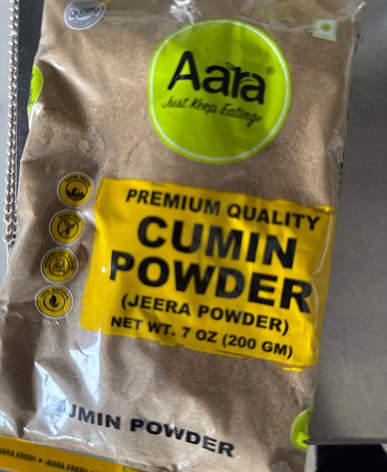 Aara®
Just Keep Eating
PREMIUM QUALITY
CUMIN
POWDER
(JEERA POWDER)
NET WT. 7 OZ (200 GM)
UMIN POWDER